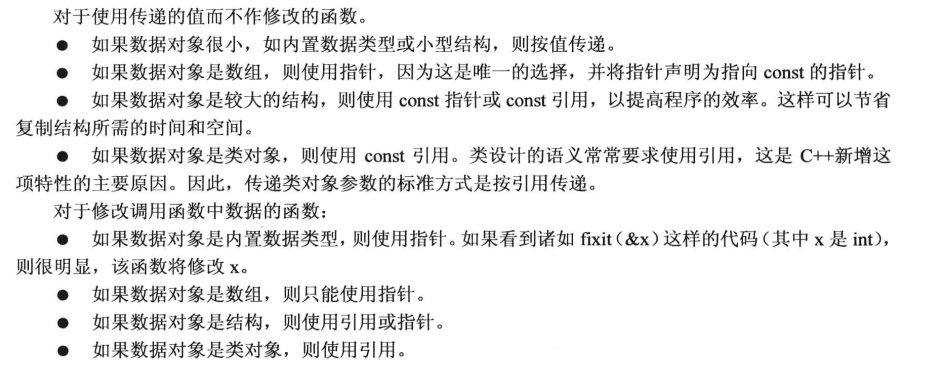 对于使用传递的值而不作修改的函数。
● 如果数据对象很小，如内置数据类型或小型结构，则按值传递。
● 如果数据对象是数组，则使用指针，因为这是唯一的选择，并将指针声明为指向 const 的指针。
● 如果数据对象是较大的结构，则使用 const 指针或 const 引用，以提高程序的效率。这样可以节省
复制结构所需的时间和空间。
● 如果数据对象是类对象，则使用 const 引用。类设计的语义常常要求使用引用，这是 C++新增这
项特性的主要原因。因此，传递类对象参数的标准方式是按引用传递。
对于修改调用函数中数据的函数：
● 如果数据对象是内置数据类型，则使用指针。如果看到诸如 fixit（&x）这样的代码（其中 x 是 int），
则很明显，该函数将修改 x。
● 如果数据对象是数组，则只能使用指针。
● 如果数据对象是结构，则使用引用或指针。
● 如果数据对象是类对象，则使用引用。